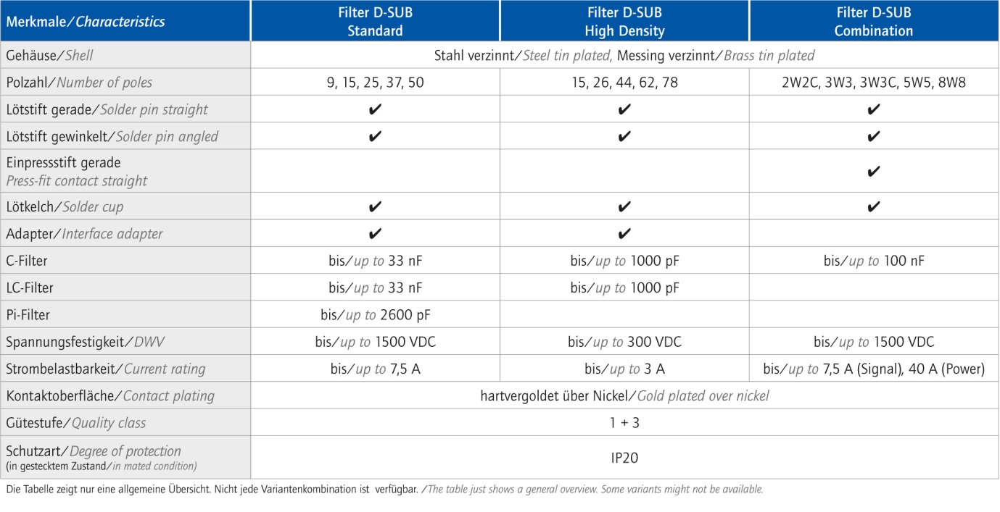 Merkmale/Characteristics
Filter D-SUB
Standard
Filter D-SUB
High Density
Filter D-SUB
Combination
Gehäuse/Shell
Stahl verzinnt/Steel tin plated, Messing verzinnt/Brass tin plated
Polzahl/Number of poles
9, 15, 25, 37, 50
15, 26, 44, 62, 78
2W2C, 3W3, 3W3C, 5W5, 8W8
Lötstift gerade/Solder pin straight
✔
✔
✔
Lötstift gewinkelt/Solder pin angled
✔
✔
✔
Einpressstift gerade
Press-fit contact straight
✔
Lötkelch/Solder cup
✔
✔
✔
Adapter/Interface adapter
✔
✔
C-Filter
bis/up to 33 nF
bis/up to 1000 pF
bis/up to 100 nF
LC-Filter
bis/up to 33 nF
bis/up to 1000 pF
Pi-Filter
bis/up to 2600 pF
Spannungsfestigkeit/DWV
bis/up to 1500 VDC
bis/up to 300 VDC
bis/up to 1500 VDC
Strombelastbarkeit/Current rating
bis/up to 7,5 A
bis/up to 3 A
bis/up to 7,5 A (Signal), 40 A (Power)
Kontaktoberfläche/Contact plating
hartvergoldet über Nickel/Gold plated over nickel
Gütestufe/Quality class
1 + 3
Schutzart/Degree of protection
(in gestecktem Zustand/in mated condition)
IP20
Die Tabelle zeigt nur eine allgemeine Übersicht. Nicht jede Variantenkombination ist verfügbar. /The table just shows a general overview. Some variants might not be available.